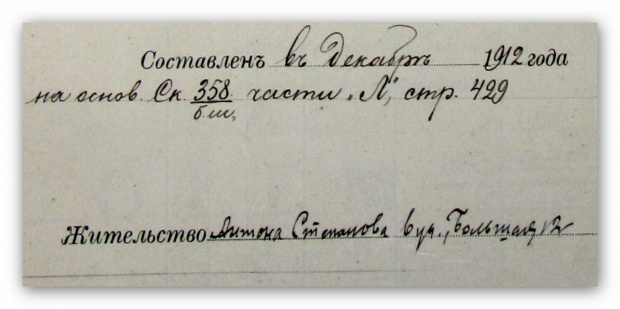 Составленъ въ Декабрѣ 1912 года
на основ. Ск. 358 части „Л", стр. 429
б.ш,
Жительство Антона Степанова в ул. Большая, 12